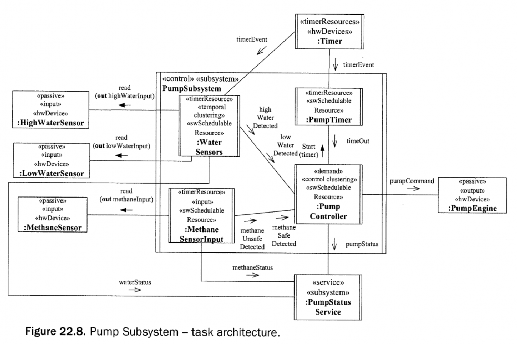 «timerResources»
«hwDevices»
:Timer
timerEvent
timerEvent
«control» «subsystem»
PumpSubsystem
«timerResources»
«temporal
clustering»
«swSchedulable
Resource»
:Water
Sensors
«timerResources»
«swSchedulable
Resource»
:PumpTimer
«passive»
«input»
«hwDevice»
:HighWaterSensor
read
(out highWaterInput)
high
Water
Detected
low
Water
Detected
Start
(timer)
timeOut
«passive»
«input»
«hwDevice»
:LowWaterSensor
read
(out lowWaterInput)
«demand»
«control clustering»
«swSchedulable
Resource»
:Pump
Controller
pumpCommand
«passive»
«output»
«hwDevice»
:PumpEngine
«passive»
«input»
«hwDevice»
:MethaneSensor
read
(out methaneInput)
«timerResource»
«input»
«swSchedulable
Resource»
:Methane
SensorInput
methane
Unsafe
Detected
methane
Safe
Detected
pumpStatus
methaneStatus
waterStatus
«service»
«subsystem»
:PumpStatus
Service
Figure 22.8. Pump Subsystem – task architecture.